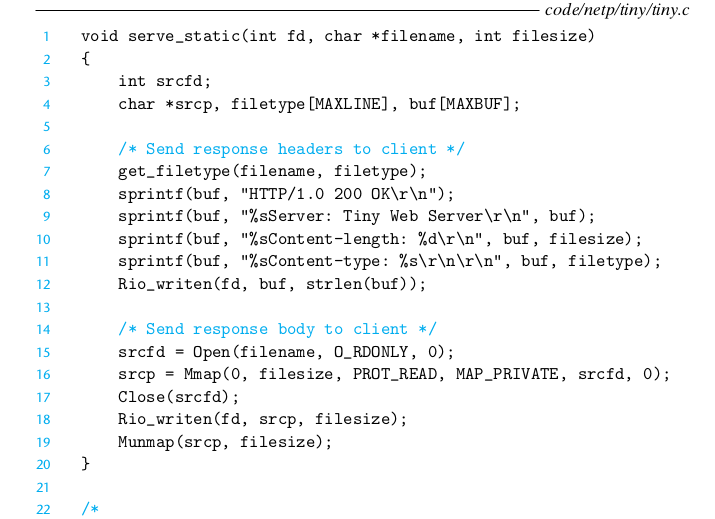 code/netp/tiny/tiny.c
1 void serve_static(int fd, char *filename, int filesize)
2 {
3 int srcfd;
4 char *srcp, filetype[MAXLINE], buf[MAXBUF];
5
6 /* Send response headers to client */
7 get_filetype(filename, filetype);
8 sprintf(buf, "HTTP/1.0 200 OK\r\n");
9 sprintf(buf, "%sServer: Tiny Web Server\r\n", buf);
10 sprintf(buf, "%sContent-length: %d\r\n", buf, filesize);
11 sprintf(buf, "%sContent-type: %s\r\n\r\n", buf, filetype);
12 Rio_writen(fd, buf, strlen(buf));
13
14 /* Send response body to client */
15 srcfd = Open(filename, O_RDONLY, 0);
16 srcp = Mmap(0, filesize, PROT_READ, MAP_PRIVATE, srcfd, 0);
17 Close(srcfd);
18 Rio_writen(fd, srcp, filesize);
19 Munmap(srcp, filesize);
20 }
21
22 /*